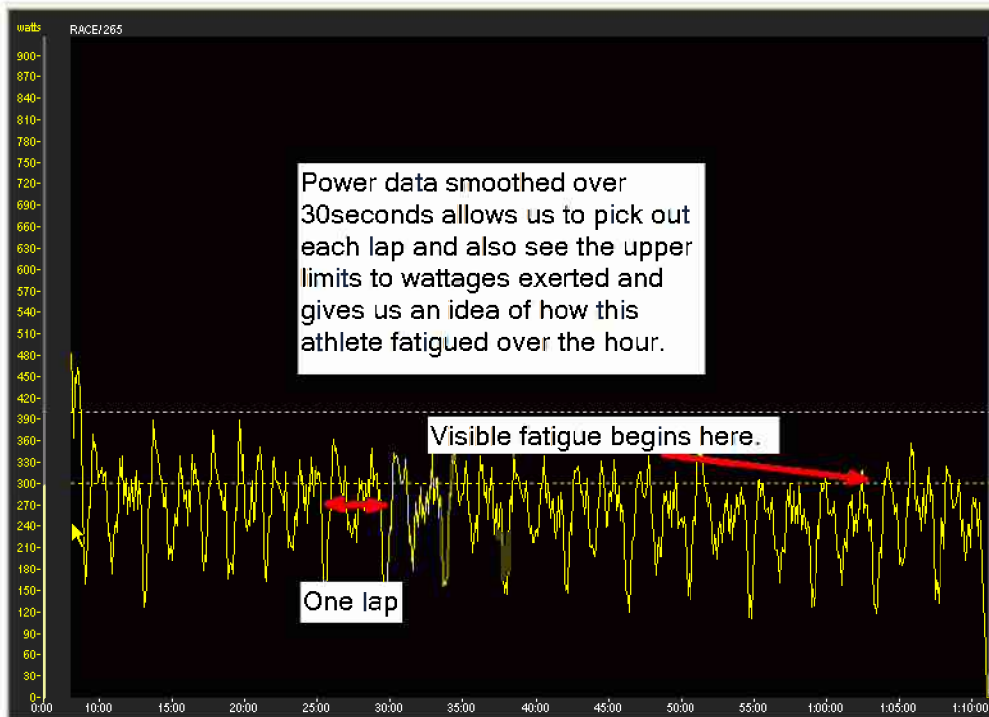 watts
RACE/265
900-
870-
840-
810-
780-
750-
720-
690-
660-
630-
600-
570-
540-
510-
480-
450-
420-
390-
360-
330-
300-
270-
240-
210-
180-
150-
120-
90-
60-
30-
0-
Power data smoothed over
30seconds allows us to pick out
each lap and also see the upper
limits to wattages exerted and
gives us an idea of how this
athlete fatigued over the hour.
Visible fatigue begins here.
One lap
0:00 10:00 15:00 20:00 25:00 30:00 35:00 40:00 45:00 50:00 55:00 1:00:00 1:05:00 1:10:00